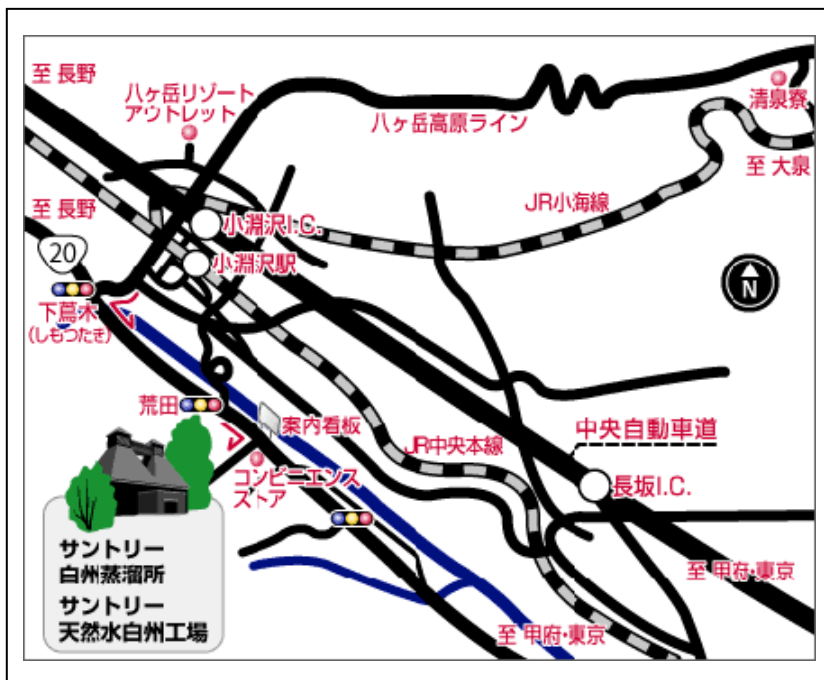 至 長野
八ヶ岳リゾート
アウトレット
八ヶ岳高原ライン
清泉寮
至 大泉
至 長野
小淵沢I.C.
JR小海線
20
小淵沢駅
N
下蔦木
(しもつたき)
荒田
案内看板
JR中央本線
中央自動車道
コンビニエンス
ストア
長坂I.C.
サントリー
白州蒸溜所
サントリー
天然水白州工場
至 甲府・東京
至 甲府・東京